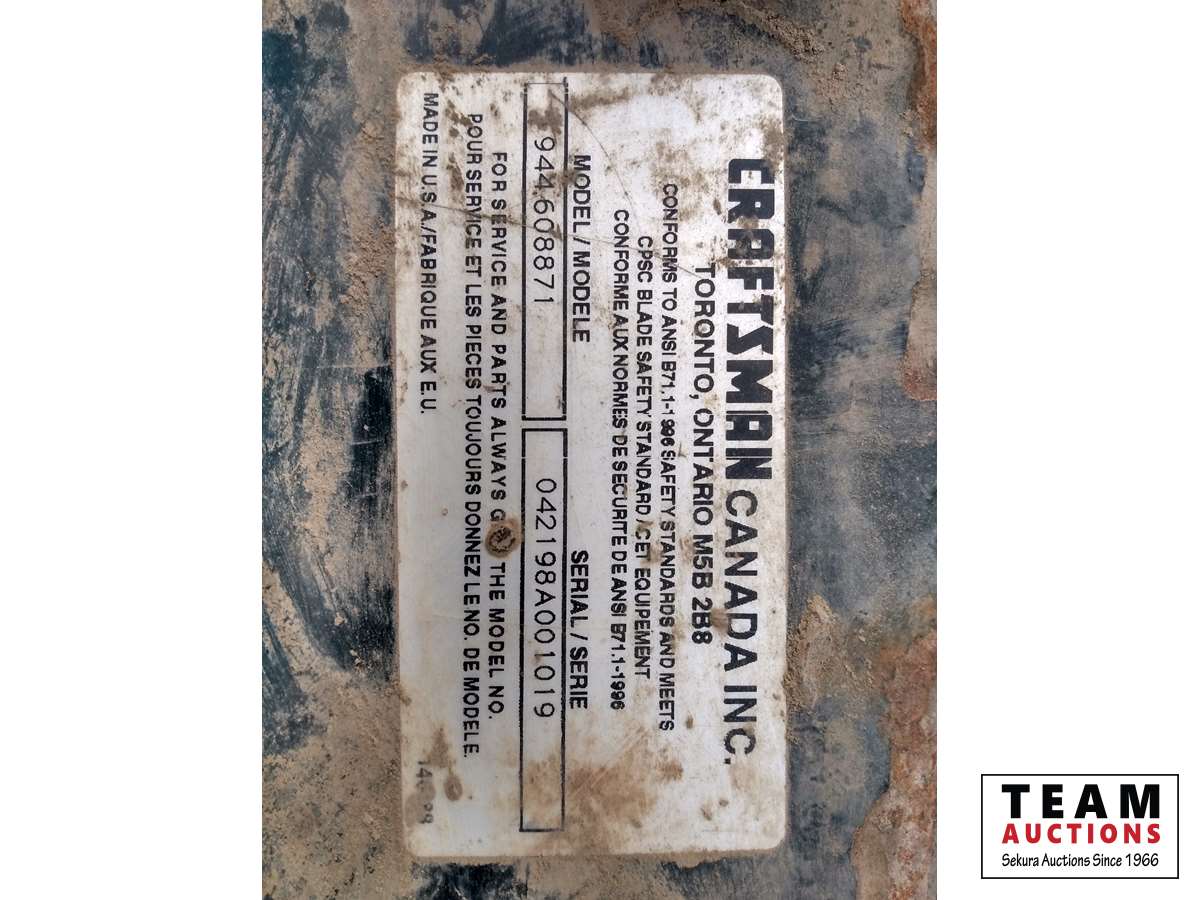 CRAFTSMAN CANADA INC.
TORONTO, ONTARIO M5B 2B8
CONFORMS TO ANSI B71.1-1996 SAFETY STANDARDS AND MEETS
CPSC BLADE SAFETY STANDARD / CET EQUIPEMENT
CONFORME AUX NORMES DE SECURITE DE ANSI B71.1-1996
MODEL / MODELE SERIAL / SERIE
944.608871 042198A001019
FOR SERVICE AND PARTS ALWAYS THE MODEL NO.
POUR SERVICE ET LES PIECES TOUJOURS DONNEZ LE NO. DE MODELE.
MADE IN U.S.A./FABRIQUE AUX E.U.
TEAM
AUCTIONS
Sekura Auctions Since 1966